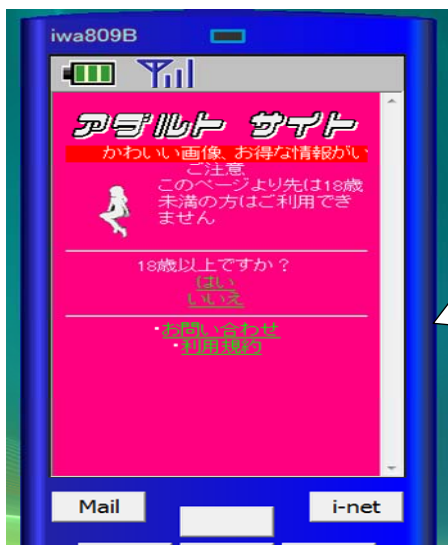 iwa809B
アダルト サイト
かわいい画像、お得な情報がい
ご注意
このページより先は18歳
未満の方はご利用でき
ません
18歳以上ですか？
はい
いいえ
・お問い合わせ
・利用規約
Mail
i-net